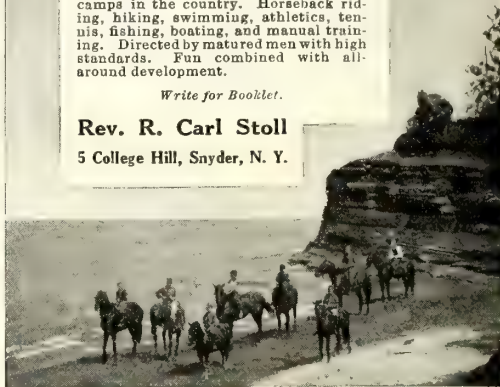 camps in the country. Horseback rid-
ing, hiking, swimming, athletics, ten-
nis, fishing, boating, and manual train-
ing. Directed by matured men with high
standards. Fun combined with all-
around development.
Write for Booklet.
Rev. R. Carl Stoll
5 College Hill, Snyder, N. Y.